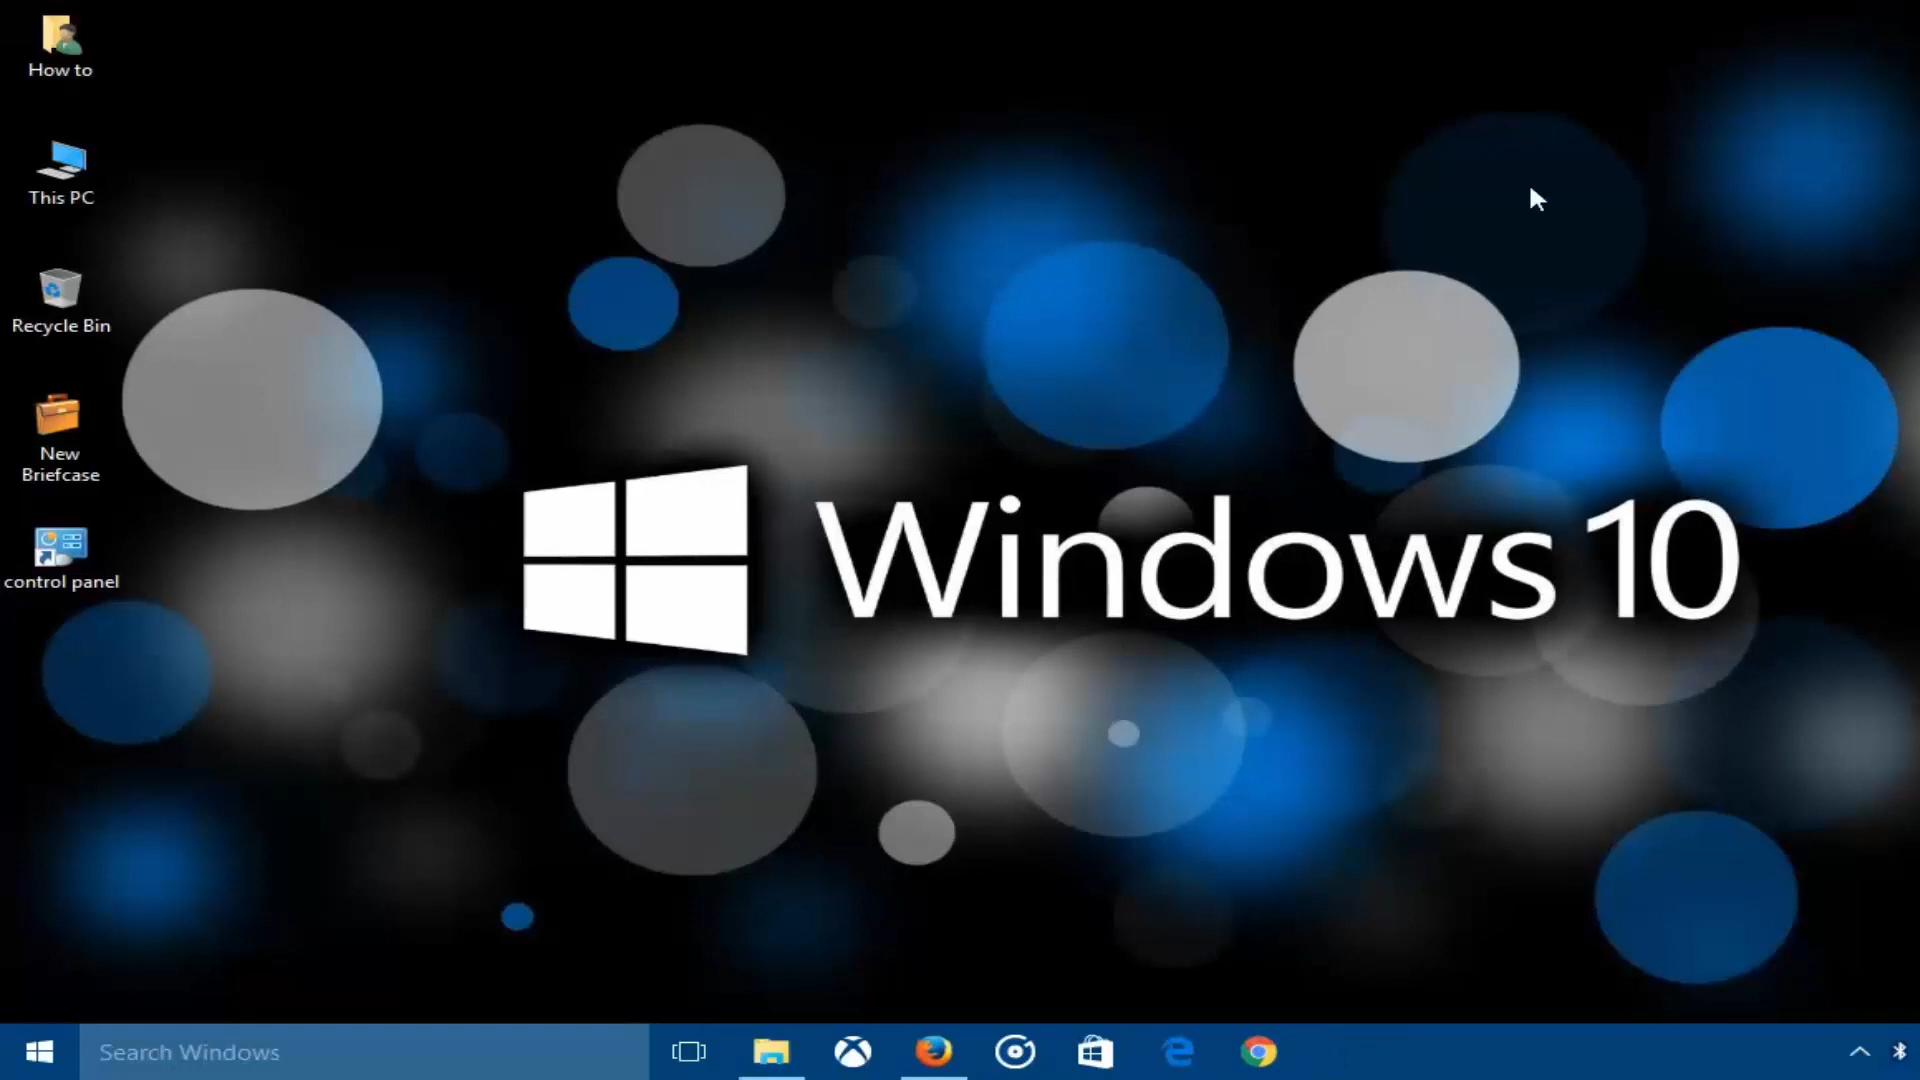 How to
This PC
Recycle Bin
New
Briefcase
control panel
Windows 10
Search Windows